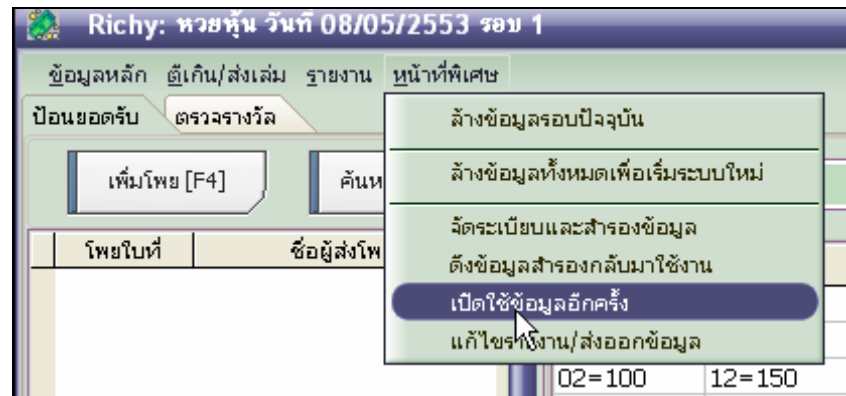 Richy: หวยหุ้น วันที่ 08/05/2553 รอบ 1
ข้อมูลหลัก ตีเกิน/ส่งเล่ม รายงาน หน้าที่พิเศษ
ป้อนยอดรับ ตรวจรางวัล
เพิ่มโพย [F4] ค้นห
โพยใบที่ ชื่อผู้ส่งโพ
ล้างข้อมูลรอบปัจจุบัน
ล้างข้อมูลทั้งหมดเพื่อเริ่มระบบใหม่
จัดระเบียบและสำรองข้อมูล
ดึงข้อมูลสำรองกลับมาใช้งาน
เปิดใช้ข้อมูลอีกครั้ง
แก้ไขรายงาน/ส่งออกข้อมูล
02=100 12=150